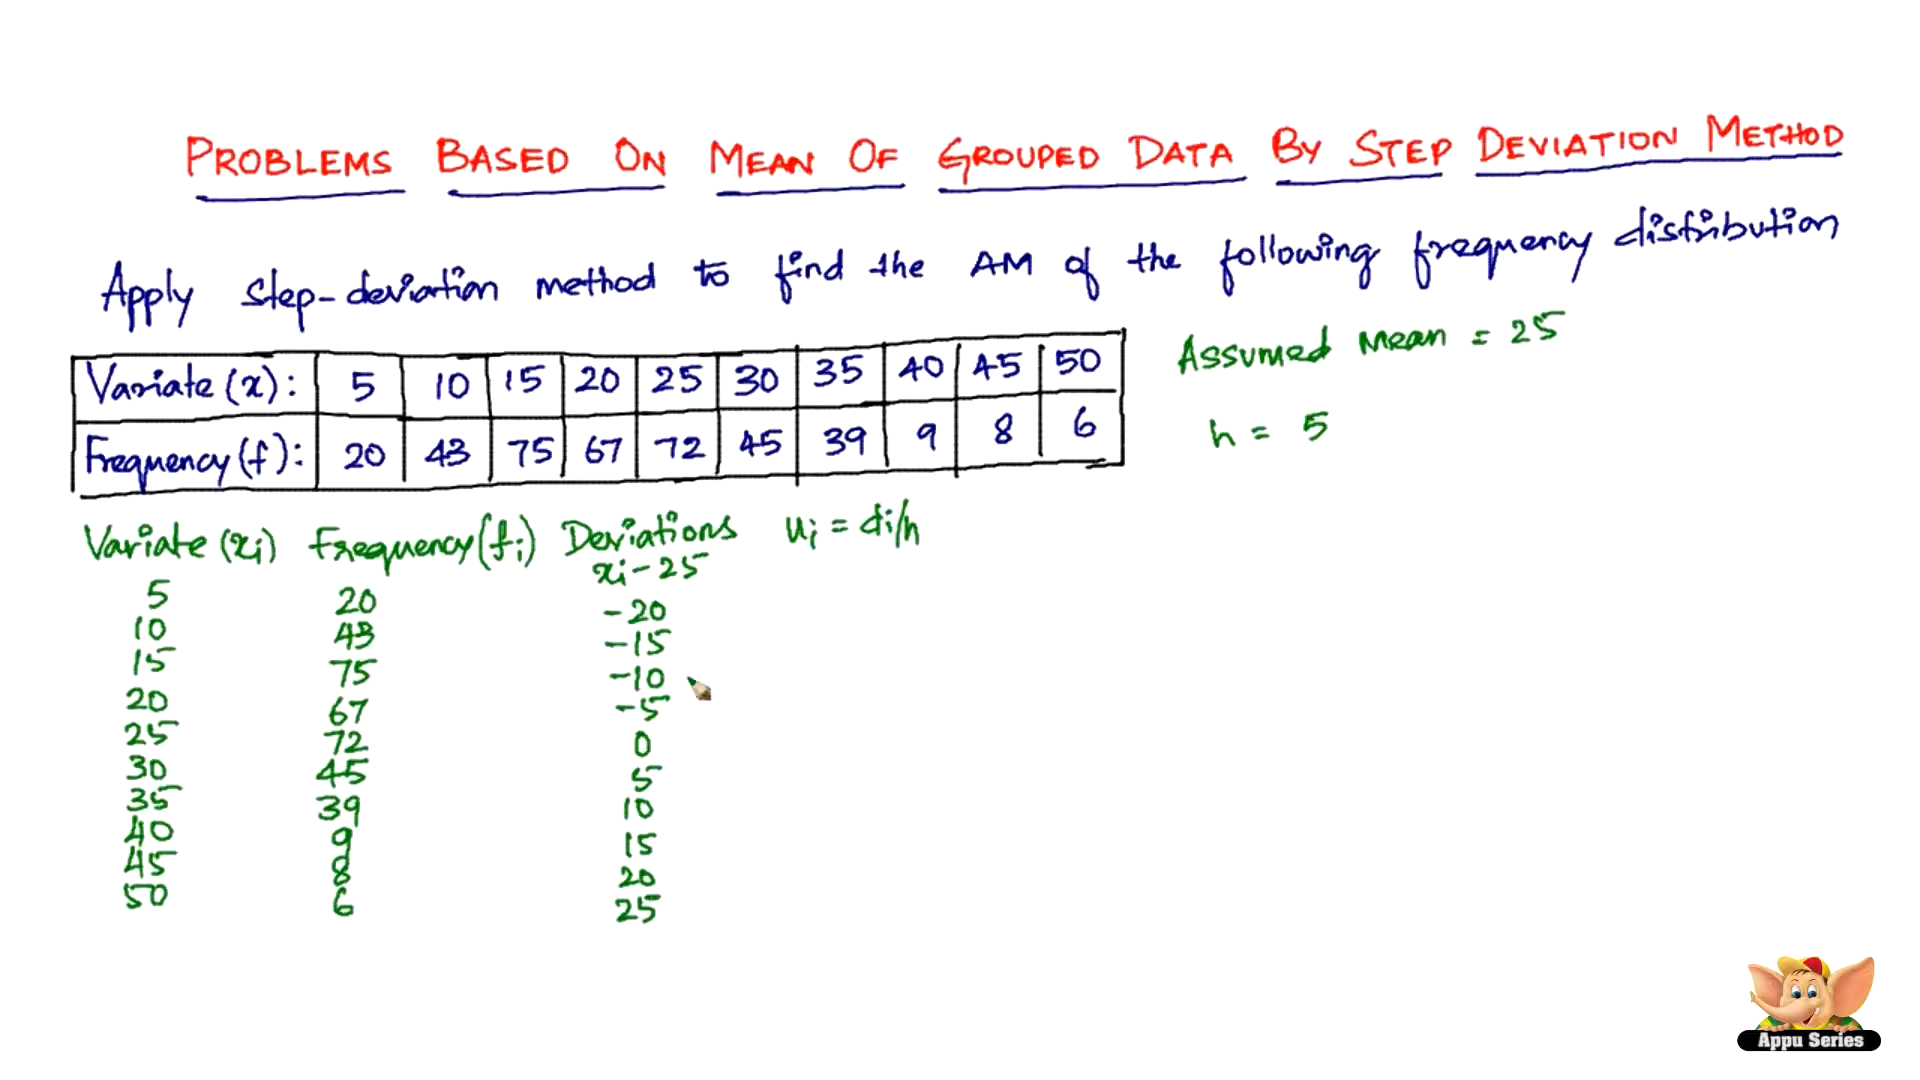 PROBLEMS BASED ON MEAN OF GROUPED DATA BY STEP DEVIATION METHOD
Apply step-deviation method to find the AM of the following frequency distribution
Variate (x): 5 10 15 20 25 30 35 40 45 50
Frequency (f): 20 43 75 67 72 45 39 9 8 6
Assumed mean = 25
h = 5
Variate (xi) Frequency (fi) Deviations ui = di/h
xi - 25
5 20 -20
10 43 -15
15 75 -10
20 67 -5
25 72 0
30 45 5
35 39 10
40 9 15
45 8 20
50 6 25
Appu Series